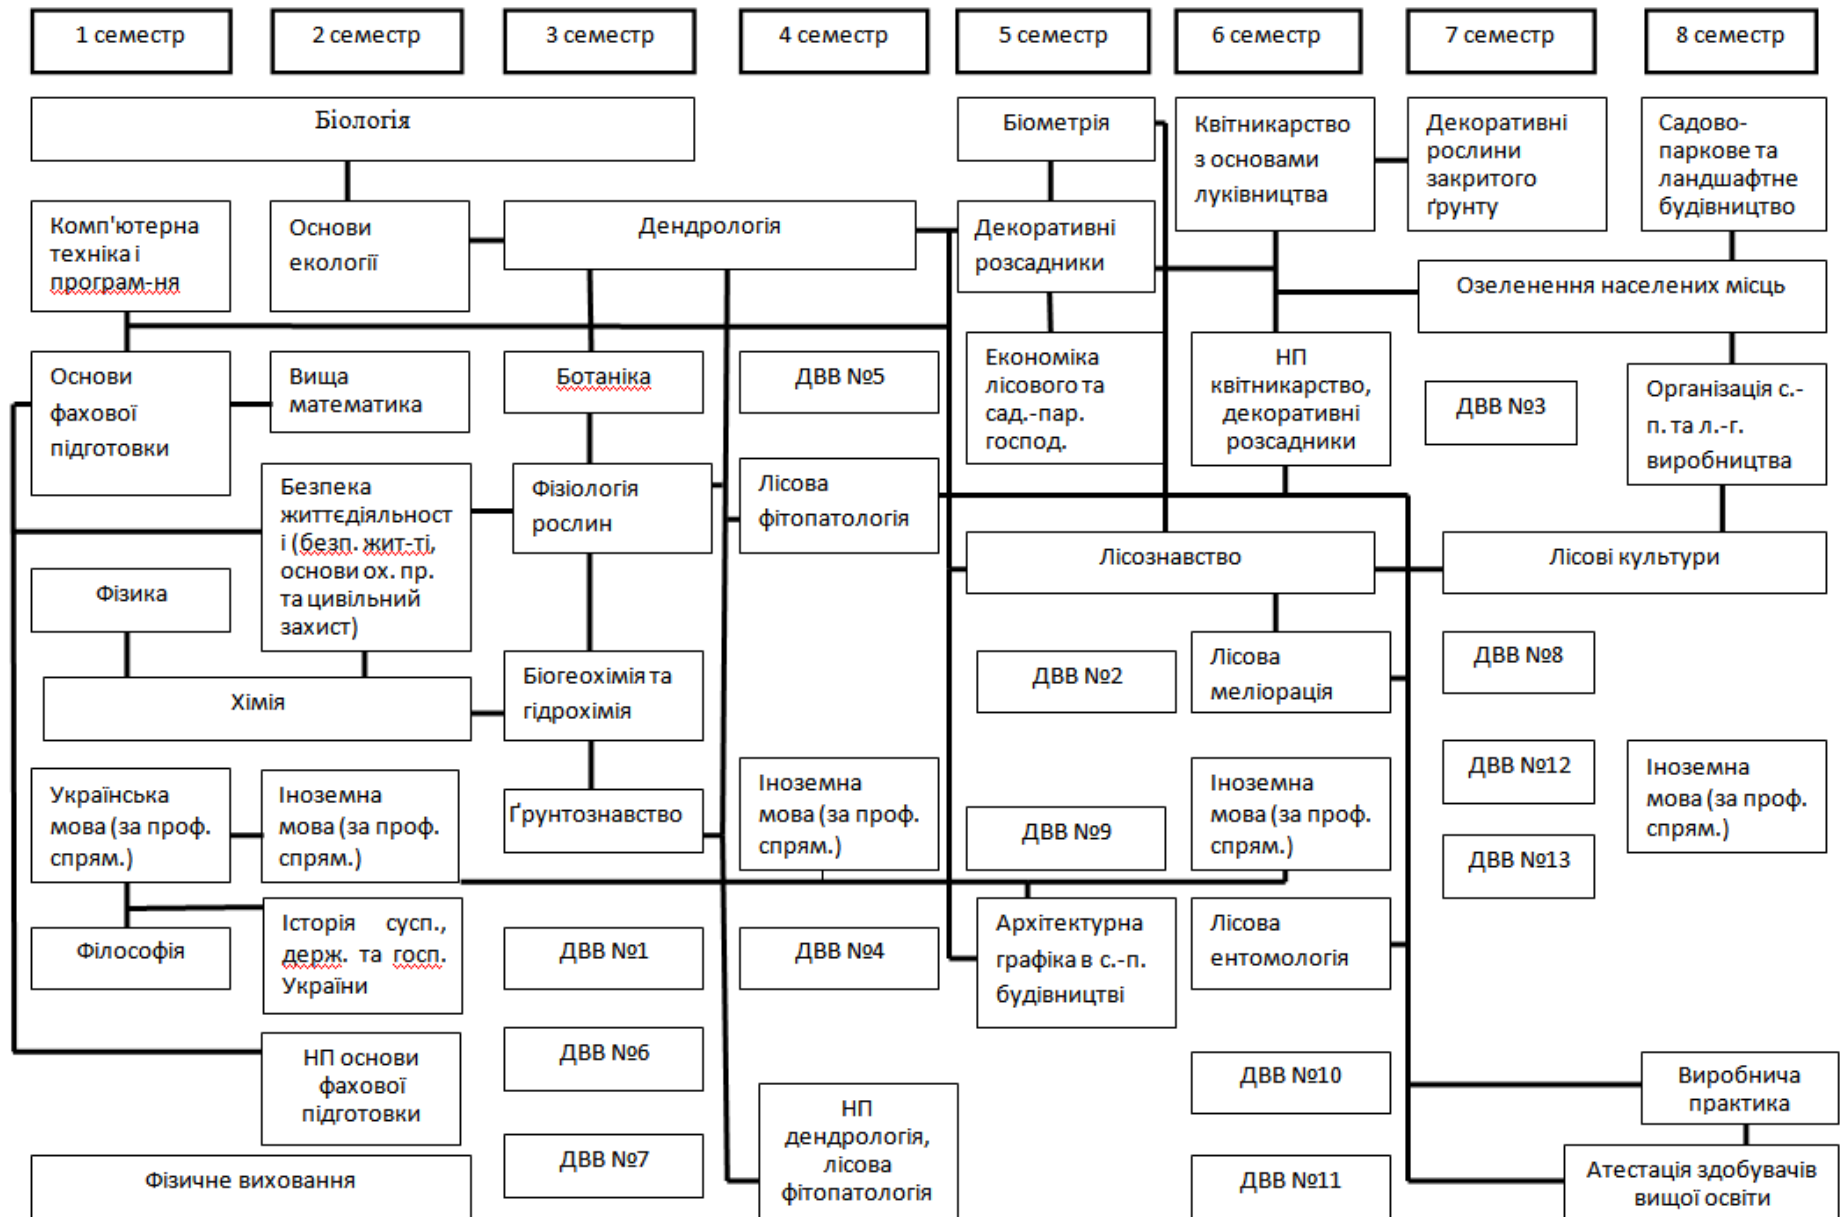 1 семестр
2 семестр
3 семестр
4 семестр
5 семестр
6 семестр
7 семестр
8 семестр
Біологія
Біометрія
Квітникарство
з основами
луківництва
Декоративні
рослини
закритого
ґрунту
Садово-
паркове та
ландшафтне
будівництво
Комп'ютерна
техніка і
програм-ня
Основи
екології
Дендрологія
Декоративні
розсадники
Озеленення населених місць
Основи
фахової
підготовки
Вища
математика
Ботаніка
ДВВ №5
Економіка
лісового та
сад.-пар.
господ.
НП
квітникарство,
декоративні
розсадники
ДВВ №3
Організація с.-
п. та л.-г.
виробництва
Безпека
життєдіяльност
і (безп. жит-ті,
основи ох. пр.
та цивільний
захист)
Фізіологія
рослин
Лісова
фітопатологія
Лісознавство
Лісові культури
Фізика
Хімія
Біогеохімія та
гідрохімія
ДВВ №2
Лісова
меліорація
ДВВ №8
Українська
мова (за проф.
спрям.)
Іноземна
мова (за проф.
спрям.)
Ґрунтознавство
Іноземна
мова (за проф.
спрям.)
ДВВ №9
Іноземна
мова (за проф.
спрям.)
ДВВ №12
Іноземна
мова (за проф.
спрям.)
ДВВ №13
Філософія
Історія сусп.,
держ. та госп.
України
ДВВ №1
ДВВ №4
Архітектурна
графіка в с.-п.
будівництві
Лісова
ентомологія
НП основи
фахової
підготовки
ДВВ №6
ДВВ №10
Виробнича
практика
Фізичне виховання
ДВВ №7
НП
дендрологія,
лісова
фітопатологія
ДВВ №11
Атестація здобувачів
вищої освіти